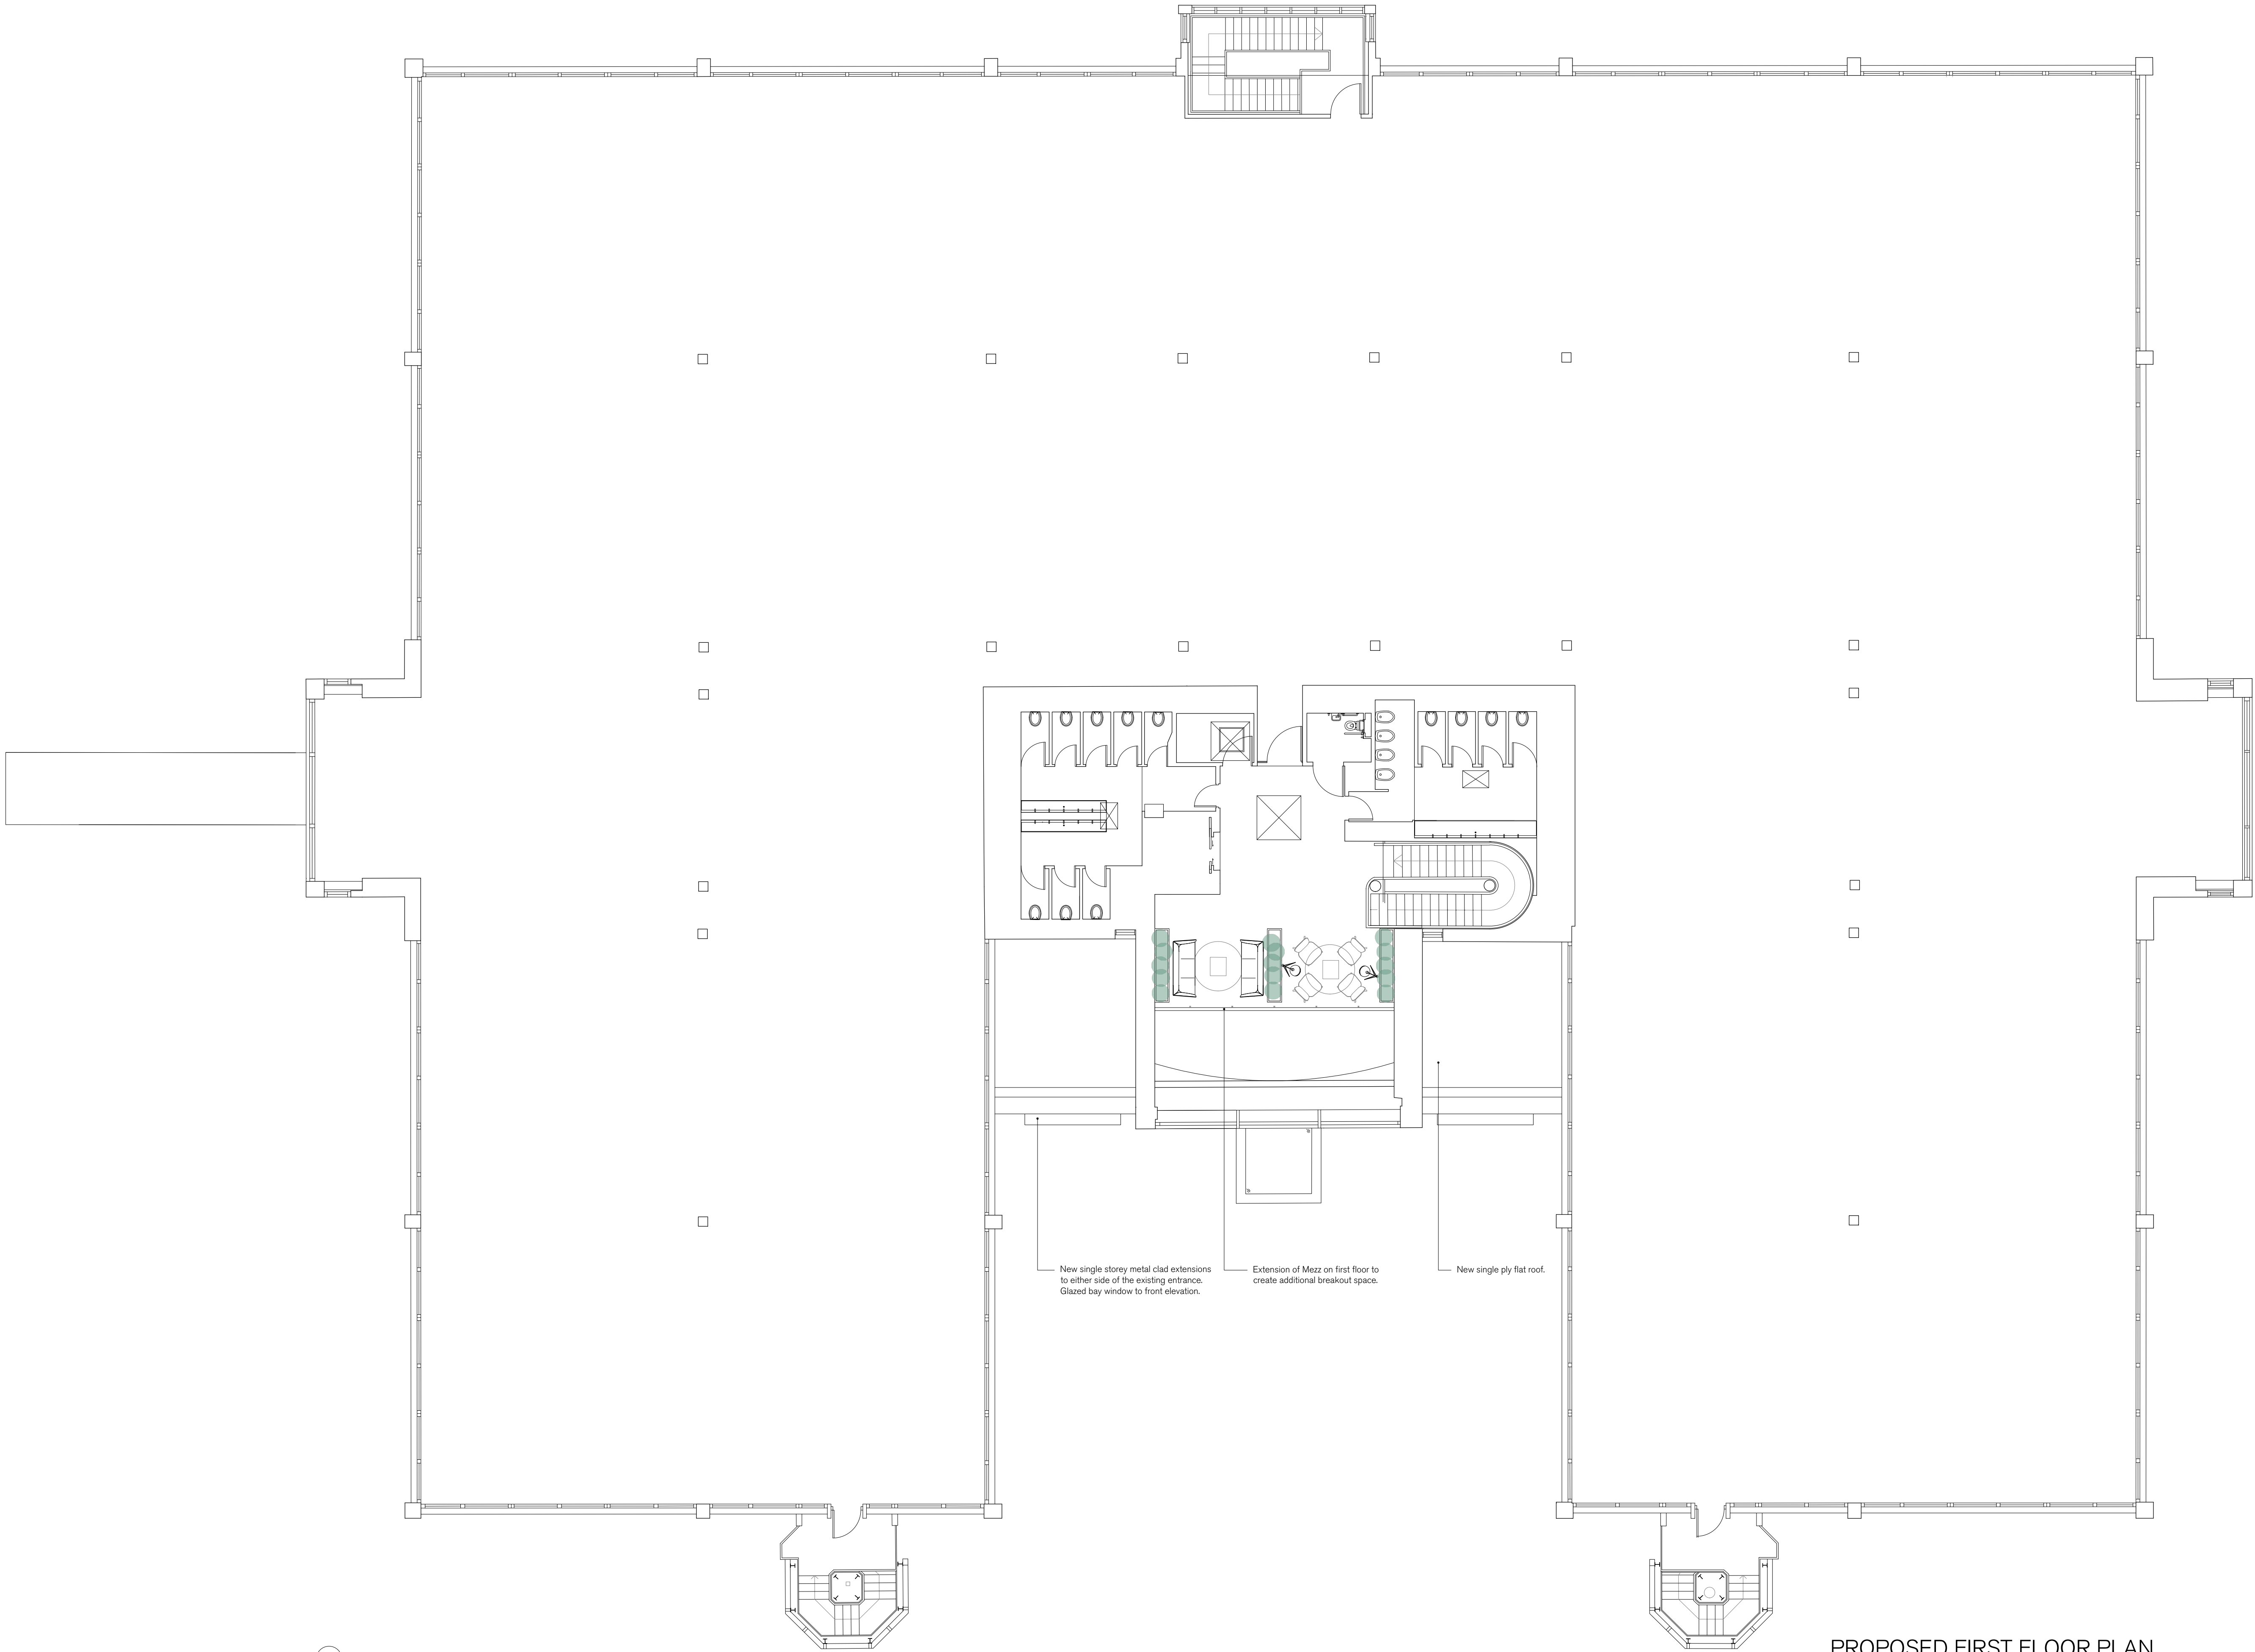 New single storey metal clad extensions
to either side of the existing entrance.
Glazed bay window to front elevation.
Extension of Mezz on first floor to
create additional breakout space.
New single ply flat roof.
PROPOSED FIRST FLOOR PLAN